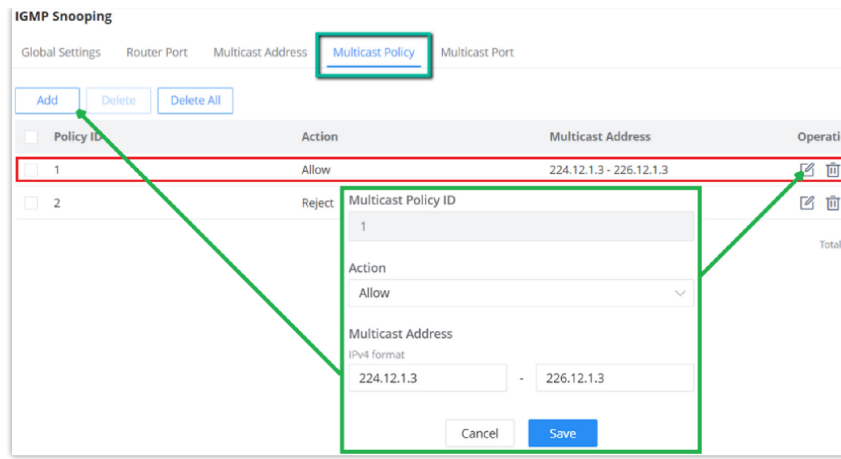 IGMP Snooping
Global Settings Router Port Multicast Address Multicast Policy Multicast Port
Add Delete Delete All
Policy ID Action Multicast Address
1 Allow 224.12.1.3 - 226.12.1.3
2 Reject
Total
Multicast Policy ID
1
Action
Allow
Multicast Address
IPv4 format
224.12.1.3 - 226.12.1.3
Cancel Save